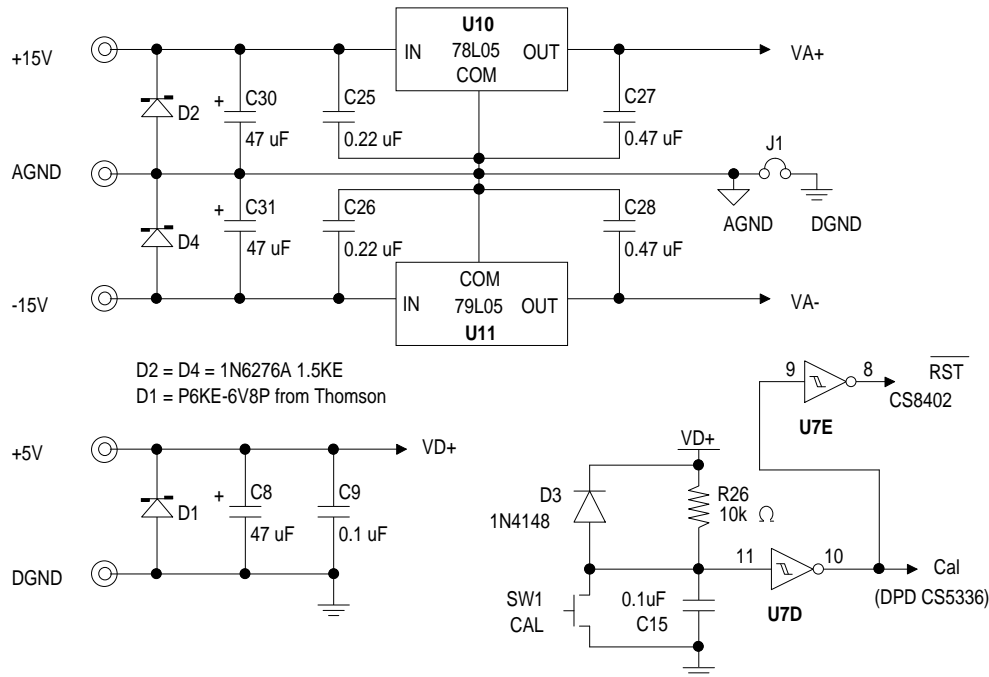 U10
+15V
IN
78L05
OUT
COM
VA+
D2
+
C30
47 uF
C25
0.22 uF
C27
0.47 uF
J1
AGND
AGND
DGND
D4
+
C31
47 uF
C26
0.22 uF
C28
0.47 uF
-15V
COM
IN
79L05
OUT
U11
VA-
D2 = D4 = 1N6276A 1.5KE
D1 = P6KE-6V8P from Thomson
9
8
RST
CS8402
U7E
+5V
VD+
D1
+
C8
47 uF
C9
0.1 uF
DGND
VD+
D3
1N4148
R26
10k Ω
11
10
Cal
(DPD CS5336)
U7D
SW1
CAL
0.1uF
C15